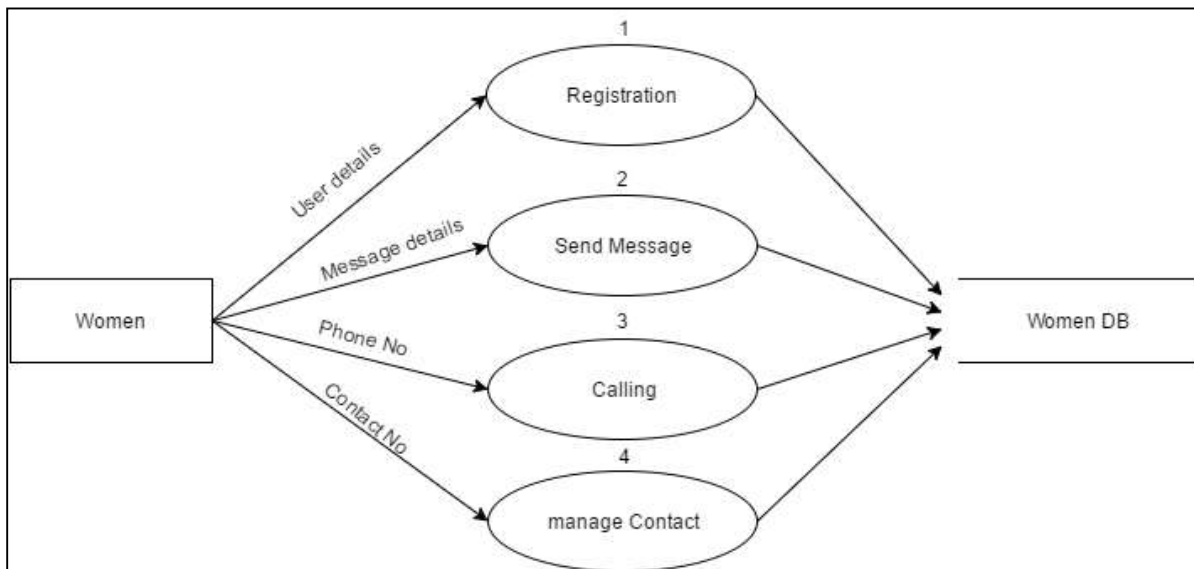 1
Registration
User details
2
Send Message
Message details
Women
Women DB
3
Phone No
Calling
Contact No
4
manage Contact